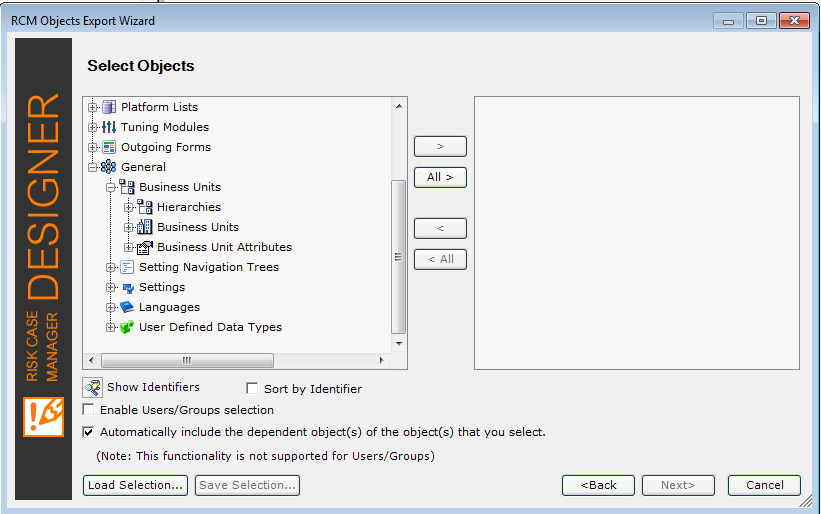 RCM Objects Export Wizard
Select Objects
Platform Lists
Tuning Modules
Outgoing Forms
General
Business Units
Hierarchies
Business Units
Business Unit Attributes
Setting Navigation Trees
Settings
Languages
User Defined Data Types
>
All >
<
< All
Show Identifiers
Sort by Identifier
Enable Users/Groups selection
Automatically include the dependent object(s) of the object(s) that you select.
(Note: This functionality is not supported for Users/Groups)
Load Selection...
Save Selection...
<Back
Next>
Cancel
RISK CASE
MANAGER
DESIGNER